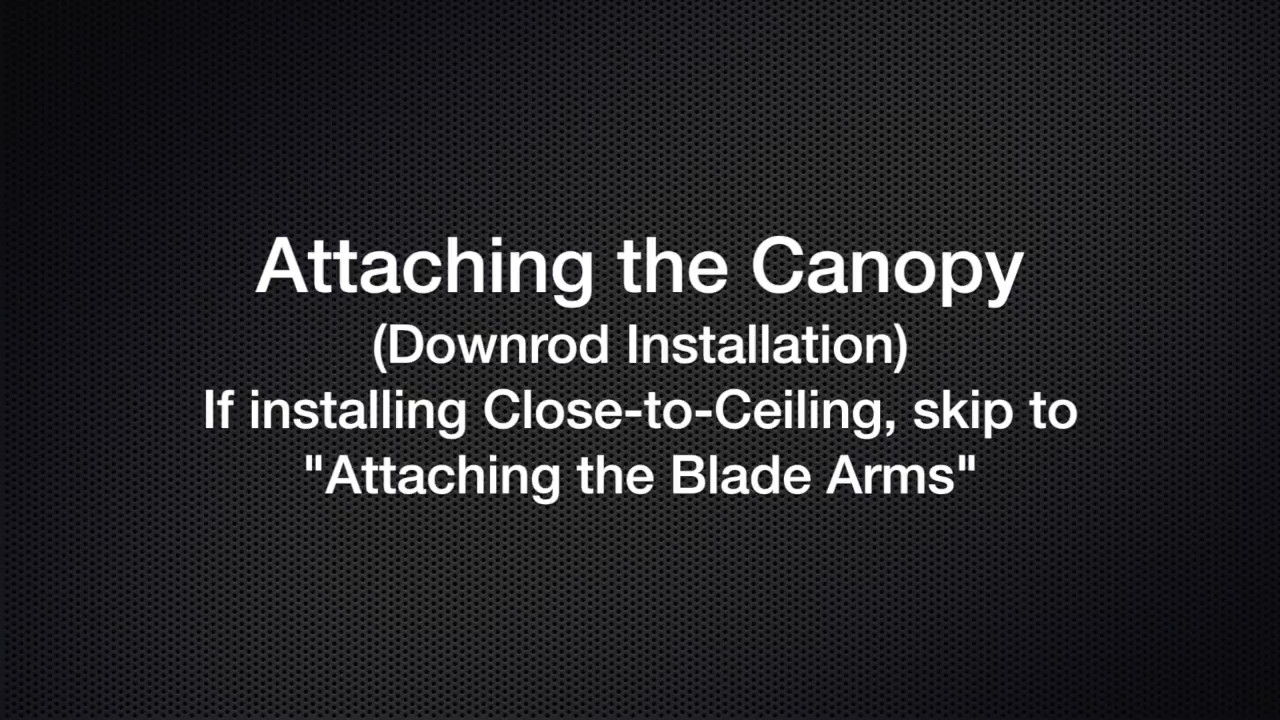 Attaching the Canopy
(Downrod Installation)
If installing Close-to-Ceiling, skip to
"Attaching the Blade Arms"